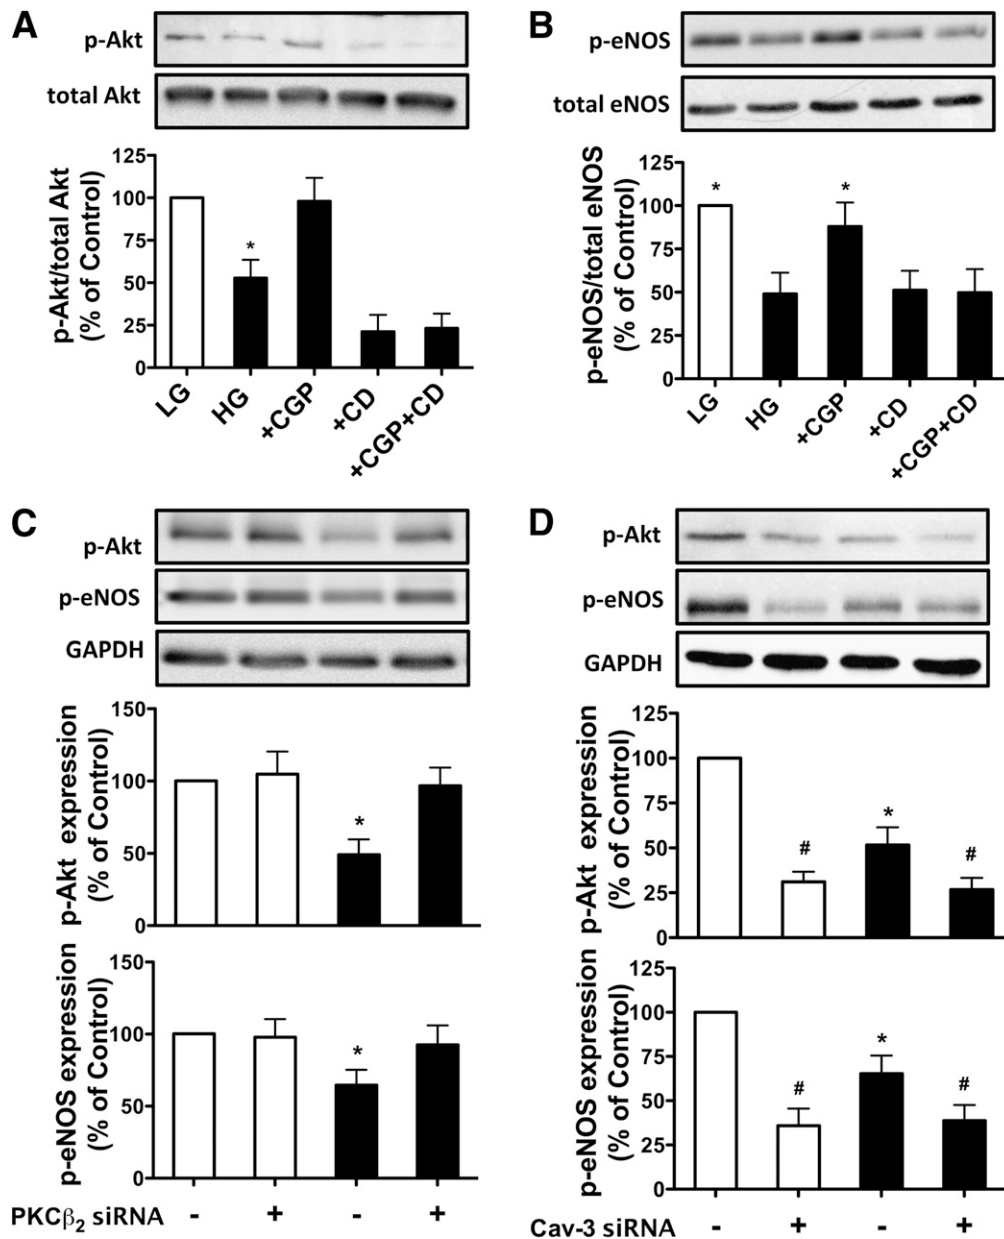 A
p-Akt
total Akt
p-Akt/total Akt
(% of Control)
125
100
75
50
25
0
*
LG
HG
+CGP
+CD
+CGP+CD
B
p-eNOS
total eNOS
p-eNOS/total eNOS
(% of Control)
125
100
75
50
25
0
*
*
LG
HG
+CGP
+CD
+CGP+CD
C
p-Akt
p-eNOS
GAPDH
p-Akt expression
(% of Control)
150
100
50
0
*
p-eNOS expression
(% of Control)
150
100
50
0
*
PKCβ₂ siRNA - + - +
D
p-Akt
p-eNOS
GAPDH
p-Akt expression
(% of Control)
125
100
75
50
25
0
# * #
p-eNOS expression
(% of Control)
125
100
75
50
25
0
# * #
Cav-3 siRNA - + - +